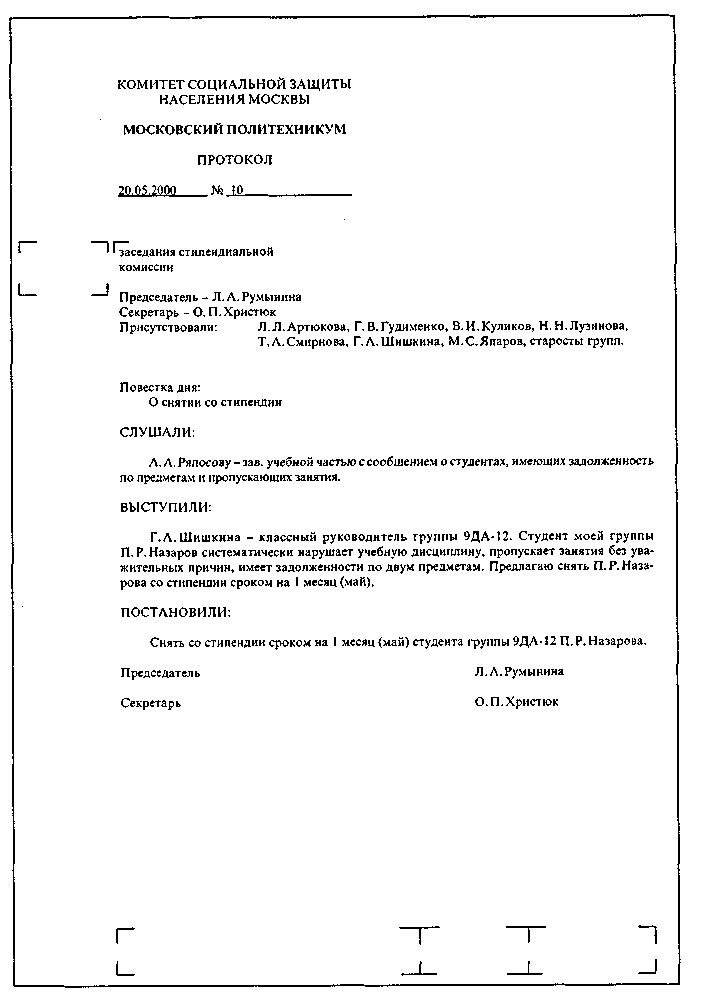 КОМИТЕТ СОЦИАЛЬНОЙ ЗАЩИТЫ
НАСЕЛЕНИЯ МОСКВЫ
МОСКОВСКИЙ ПОЛИТЕХНИКУМ
ПРОТОКОЛ
20.05.2000 № 10
заседания стипендиальной
комиссии
Председатель – Л. А. Румынина
Секретарь – О. П. Христюк
Присутствовали: Л. Л. Артюкова, Г. В. Гудименко, В. И. Куликов, Н. Н. Лузинова,
Т. А. Смирнова, Г. А. Шишкина, М. С. Япаров, старосты групп.
Повестка дня:
О снятии со стипендии
СЛУШАЛИ:
Л. А. Ряпосову – зав. учебной частью с сообщением о студентах, имеющих задолженность
по предметам и пропускающих занятия.
ВЫСТУПИЛИ:
Г. А. Шишкина – классный руководитель группы 9ДА-12. Студент моей группы
П. Р. Назаров систематически нарушает учебную дисциплину, пропускает занятия без ува-
жительных причин, имеет задолженности по двум предметам. Предлагаю снять П. Р. Наза-
рова со стипендии сроком на 1 месяц (май).
ПОСТАНОВИЛИ:
Снять со стипендии сроком на 1 месяц (май) студента группы 9ДА-12 П. Р. Назарова.
Председатель Л. А. Румынина
Секретарь О. П. Христюк